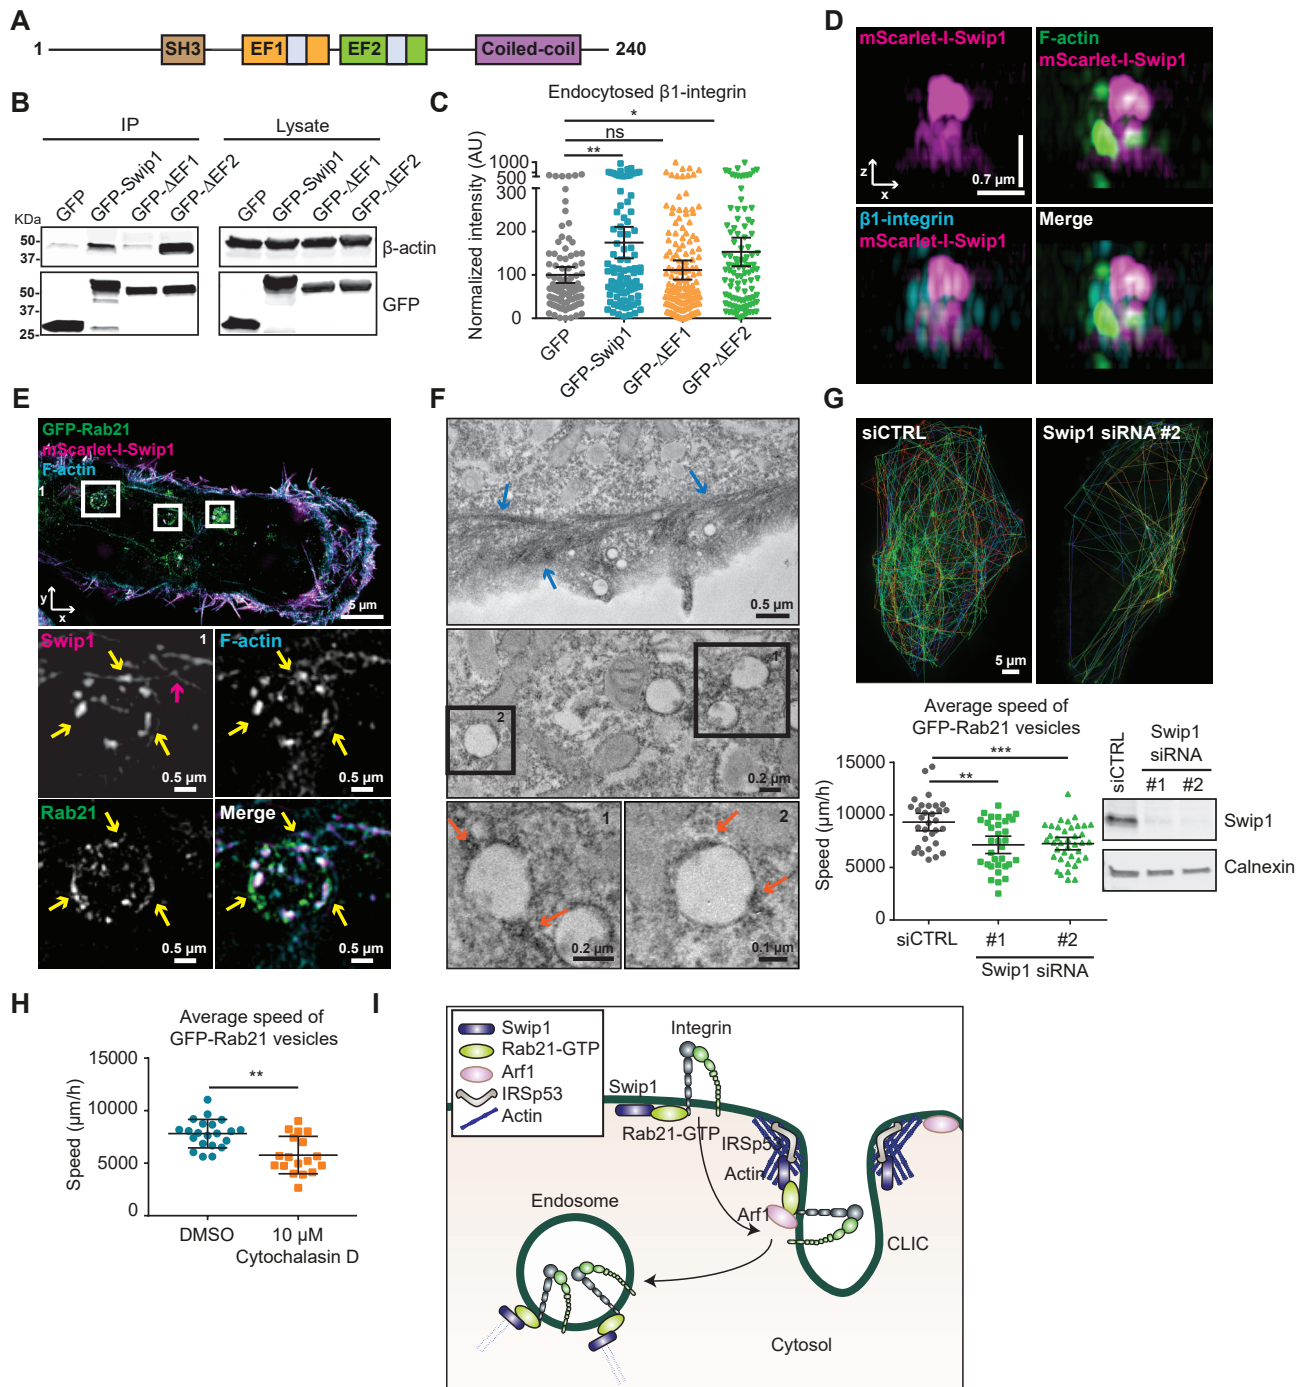 A
1
SH3
EF1
EF2
Coiled-coil
240
B
IP
Lysate
GFP
GFP-Swip1
GFP-ΔEF1
GFP-ΔEF2
GFP
GFP-Swip1
GFP-ΔEF1
GFP-ΔEF2
KDa
50-
37-
β-actin
50-
37-
25-
GFP
C
Endocytosed β1-integrin
*
ns
**
Normalized intensity (AU)
1000
500
300
200
100
0
GFP
GFP-Swip1
GFP-ΔEF1
GFP-ΔEF2
D
mScarlet-I-Swip1
z
x
0.7 µm
F-actin
mScarlet-I-Swip1
β1-integrin
mScarlet-I-Swip1
Merge
E
GFP-Rab21
mScarlet-I-Swip1
F-actin
1
y
x
5 µm
Swip1
1
0.5 µm
F-actin
0.5 µm
Rab21
0.5 µm
Merge
0.5 µm
F
0.5 µm
1
2
0.2 µm
1
0.2 µm
2
0.1 µm
G
siCTRL
5 µm
Swip1 siRNA #2
Average speed of
GFP-Rab21 vesicles
***
**
Speed (µm/h)
15000
10000
5000
0
siCTRL
#1
#2
Swip1 siRNA
siCTRL
Swip1
siRNA
#1 #2
Swip1
Calnexin
H
Average speed of
GFP-Rab21 vesicles
**
Speed (µm/h)
15000
10000
5000
0
DMSO
10 µM
Cytochalasin D
I
Swip1
Rab21-GTP
Arf1
IRSp53
Actin
Integrin
Swip1
Rab21-GTP
IRSp53
Actin
Arf1
CLIC
Endosome
Cytosol